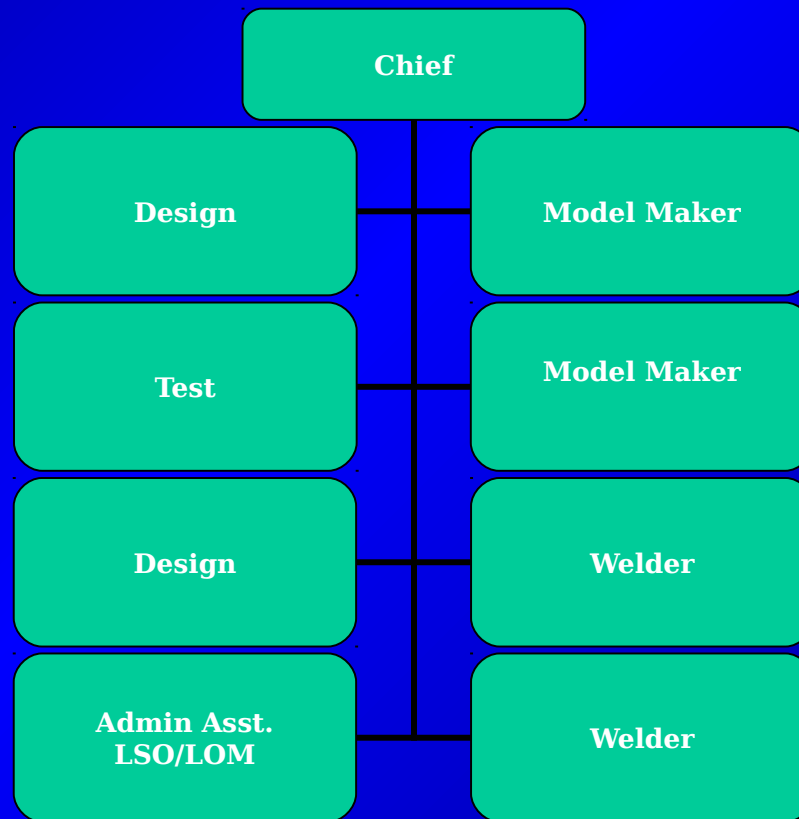 Chief
Design
Model Maker
Test
Model Maker
Design
Welder
Admin Asst.
LSO/LOM
Welder